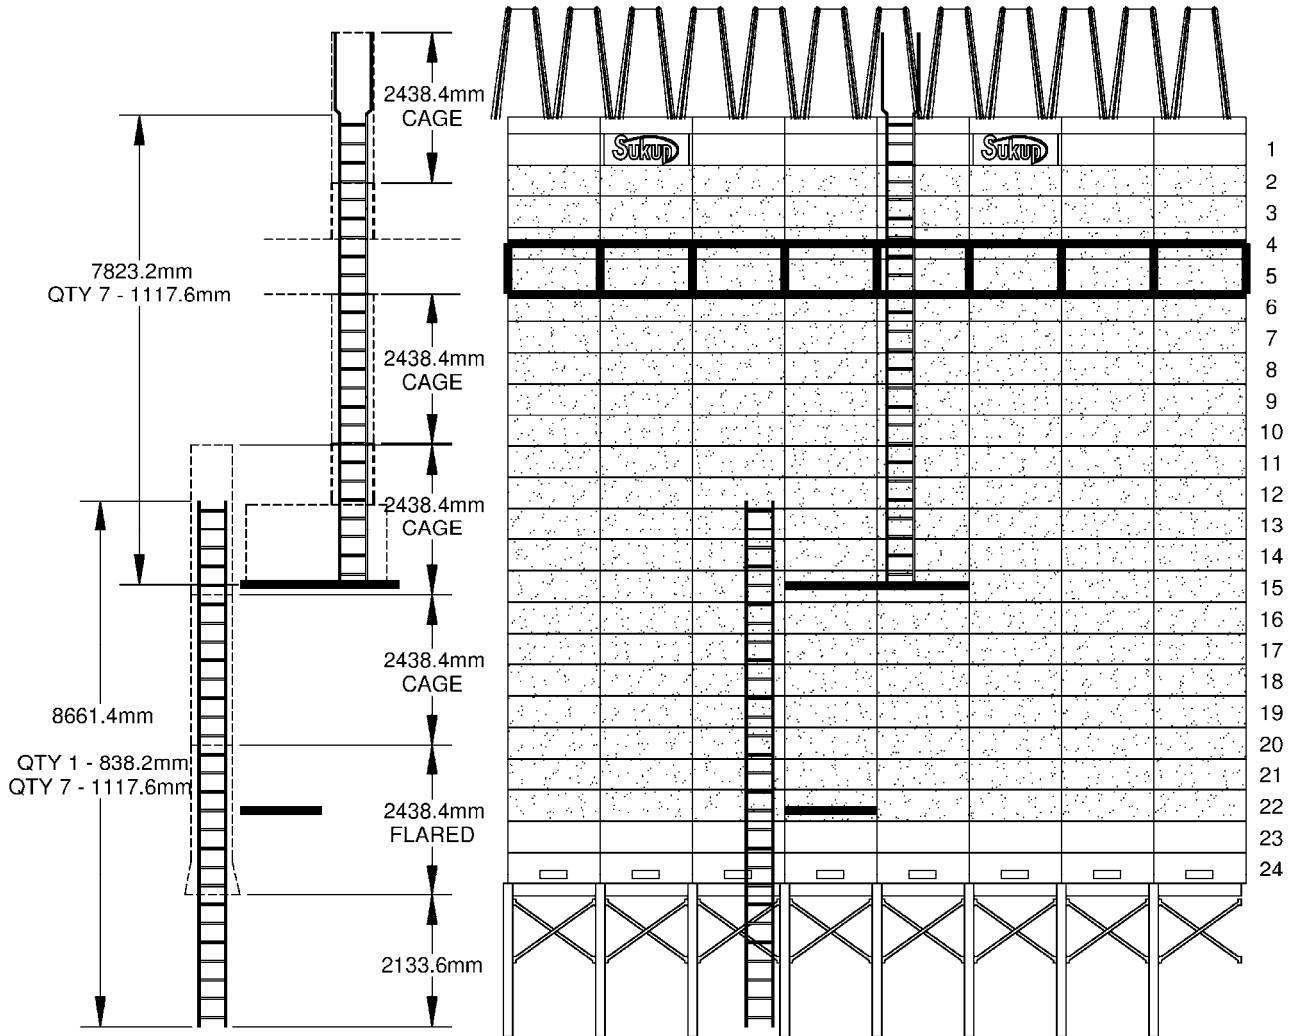 2438.4mm
CAGE
7823.2mm
QTY 7 - 1117.6mm
2438.4mm
CAGE
2438.4mm
CAGE
2438.4mm
CAGE
8661.4mm
QTY 1 - 838.2mm
QTY 7 - 1117.6mm
2438.4mm
FLARED
2133.6mm
Sukup Sukup
1
2
3
4
5
6
7
8
9
10
11
12
13
14
15
16
17
18
19
20
21
22
23
24